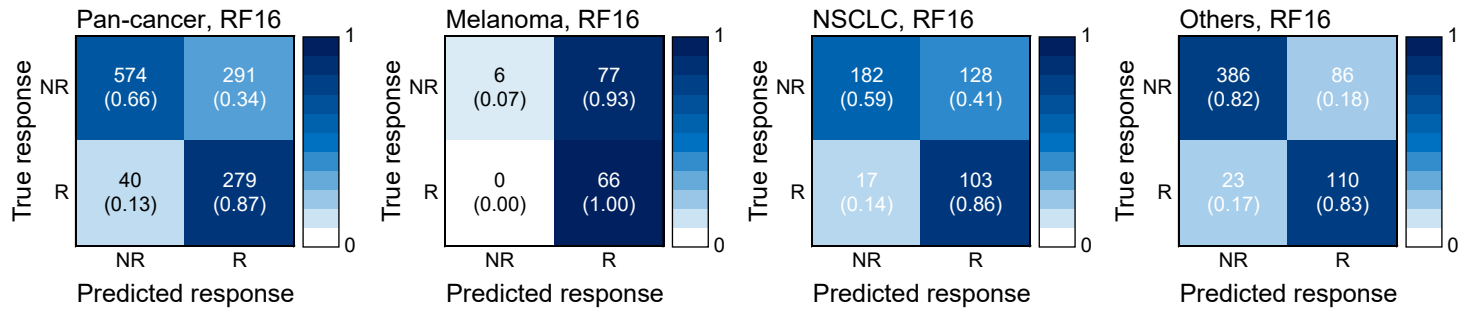 Pan-cancer, RF16
True response
NR
R
574
(0.66)
291
(0.34)
40
(0.13)
279
(0.87)
NR
R
Predicted response
1
0
Melanoma, RF16
True response
NR
R
6
(0.07)
77
(0.93)
0
(0.00)
66
(1.00)
NR
R
Predicted response
1
0
NSCLC, RF16
True response
NR
R
182
(0.59)
128
(0.41)
17
(0.14)
103
(0.86)
NR
R
Predicted response
1
0
Others, RF16
True response
NR
R
386
(0.82)
86
(0.18)
23
(0.17)
110
(0.83)
NR
R
Predicted response
1
0